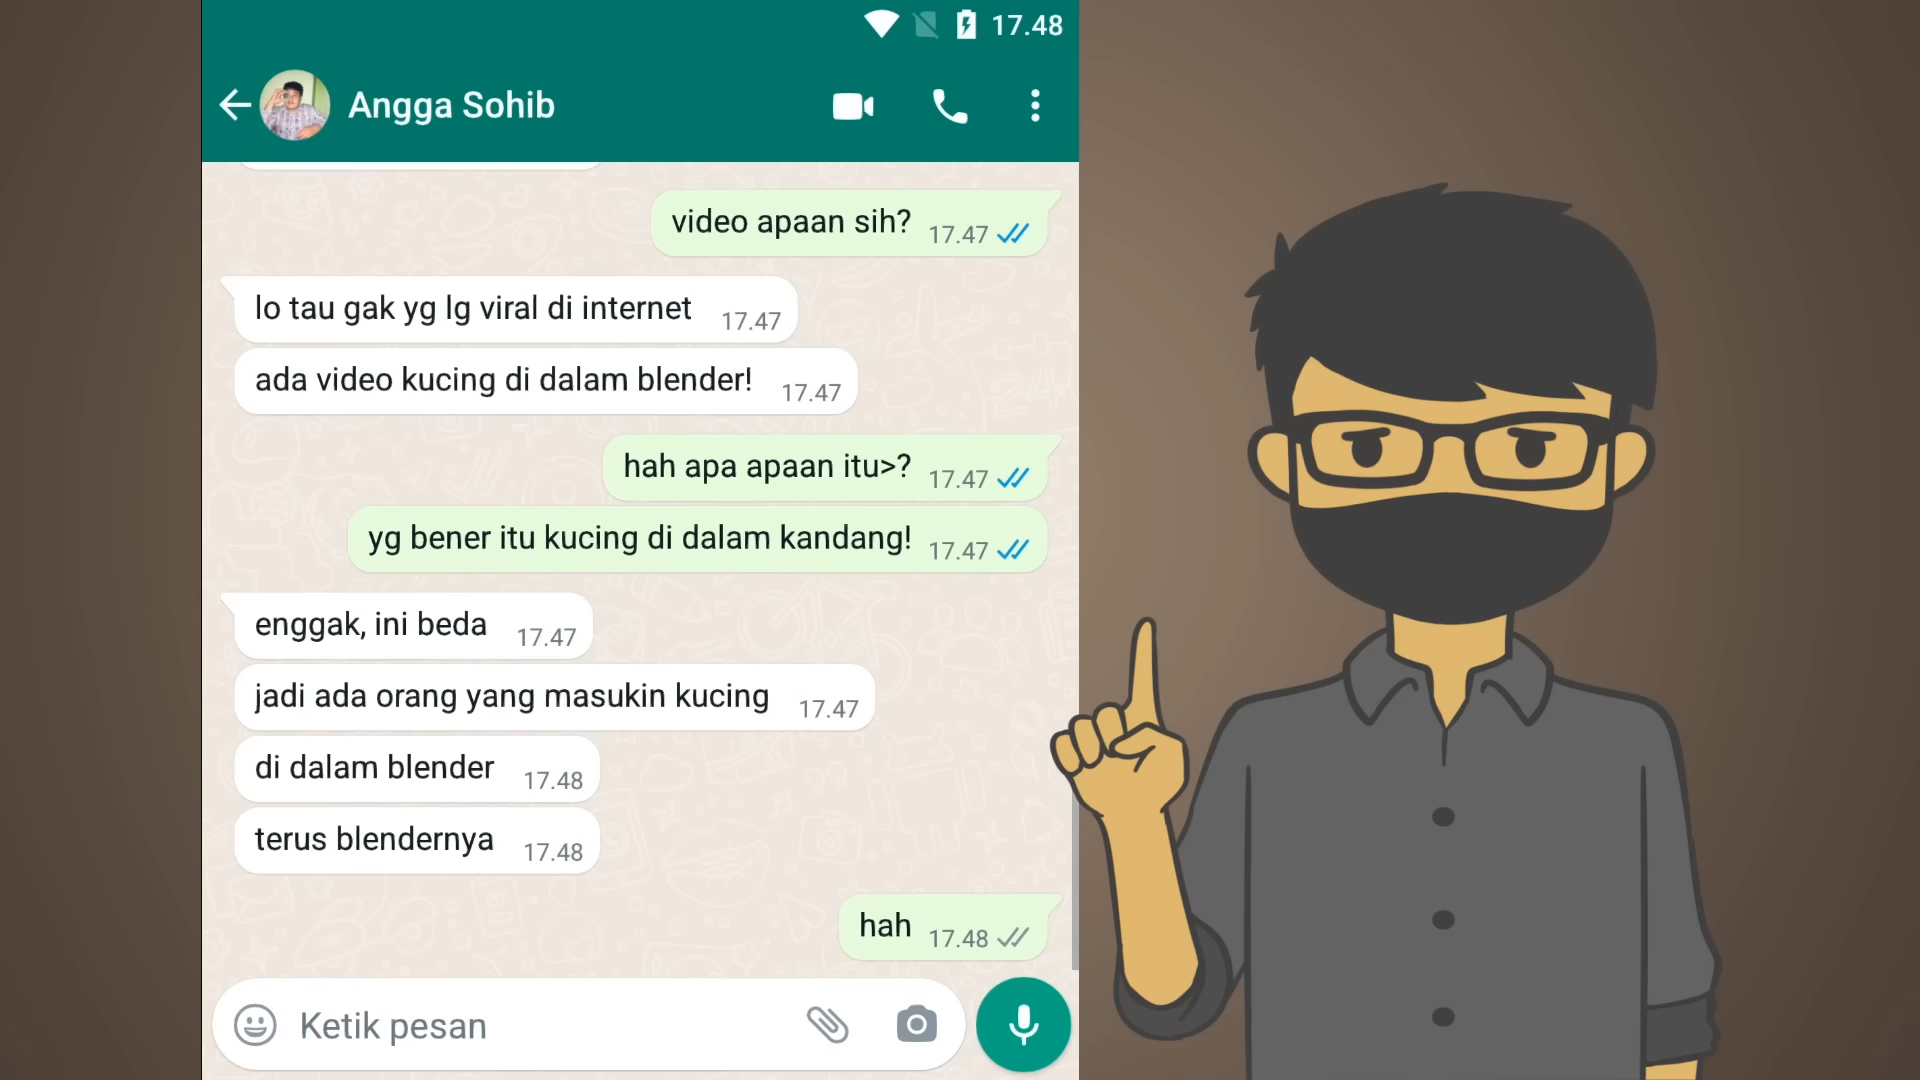 17.48
Angga Sohib
video apaan sih? 17.47
lo tau gak yg lg viral di internet 17.47
ada video kucing di dalam blender! 17.47
hah apa apaan itu>? 17.47
yg bener itu kucing di dalam kandang! 17.47
enggak, ini beda 17.47
jadi ada orang yang masukin kucing 17.47
di dalam blender 17.48
terus blendernya 17.48
hah 17.48
Ketik pesan